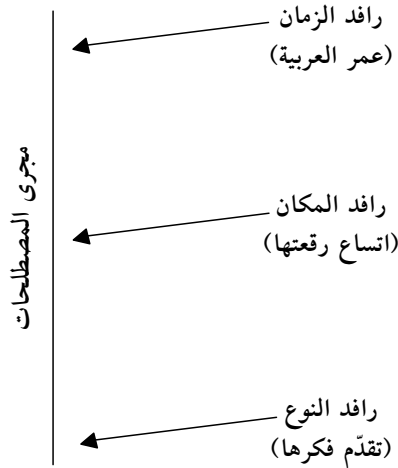 رافد الزمان
(عمر العربية)
مجرى المصطلحات
رافد المكان
(اتساع رقعتها)
رافد النوع
(تقدّم فكرها)